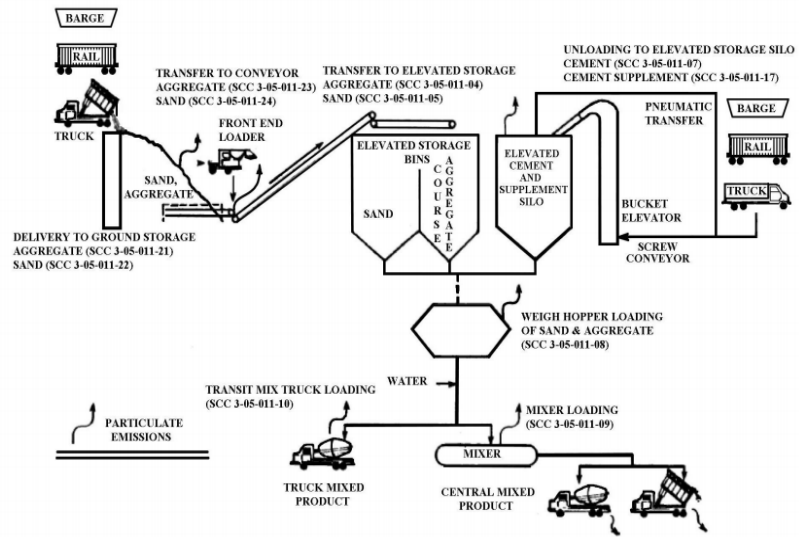 BARGE
RAIL
TRUCK
TRANSFER TO CONVEYOR
AGGREGATE (SCC 3-05-011-23)
SAND (SCC 3-05-011-24)
FRONT END
LOADER
TRANSFER TO ELEVATED STORAGE
AGGREGATE (SCC 3-05-011-04)
SAND (SCC 3-05-011-05)
UNLOADING TO ELEVATED STORAGE SILO
CEMENT (SCC 3-05-011-07)
CEMENT SUPPLEMENT (SCC 3-05-011-17)
PNEUMATIC
TRANSFER
BARGE
RAIL
TRUCK
SAND,
AGGREGATE
ELEVATED STORAGE
BINS
SAND
COURSE
AGGREGATE
ELEVATED
CEMENT
AND
SUPPLEMENT
SILO
BUCKET
ELEVATOR
SCREW
CONVEYOR
DELIVERY TO GROUND STORAGE
AGGREGATE (SCC 3-05-011-21)
SAND (SCC 3-05-011-22)
WEIGH HOPPER LOADING
OF SAND & AGGREGATE
(SCC 3-05-011-08)
WATER
TRANSIT MIX TRUCK LOADING
(SCC 3-05-011-10)
MIXER LOADING
(SCC 3-05-011-09)
PARTICULATE
EMISSIONS
MIXER
TRUCK MIXED
PRODUCT
CENTRAL MIXED
PRODUCT